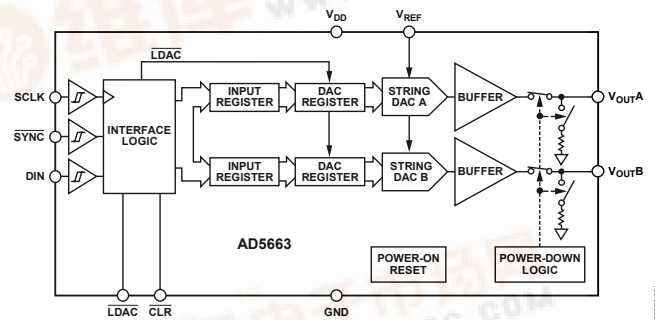 VDD
VREF
LDAC
SCLK
SYNC
DIN
INTERFACE
LOGIC
INPUT
REGISTER
DAC
REGISTER
STRING
DAC A
BUFFER
VOUTA
INPUT
REGISTER
DAC
REGISTER
STRING
DAC B
BUFFER
VOUTB
AD5663
POWER-ON
RESET
POWER-DOWN
LOGIC
LDAC
CLR
GND